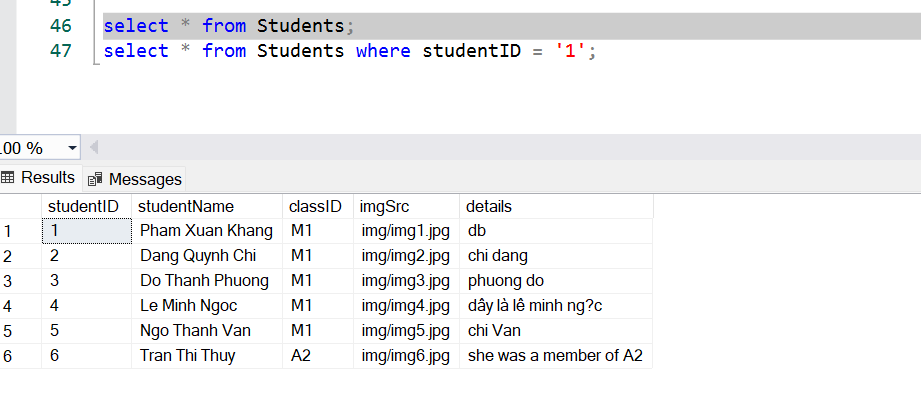 45
46 select * from Students;
47 select * from Students where studentID = '1';
.00 %
Results Messages
studentID studentName classID imgSrc details
1 1 Pham Xuan Khang M1 img/img1.jpg db
2 2 Dang Quynh Chi M1 img/img2.jpg chi dang
3 3 Do Thanh Phuong M1 img/img3.jpg phuong do
4 4 Le Minh Ngoc M1 img/img4.jpg dây là lê minh ng?c
5 5 Ngo Thanh Van M1 img/img5.jpg chi Van
6 6 Tran Thi Thuy A2 img/img6.jpg she was a member of A2